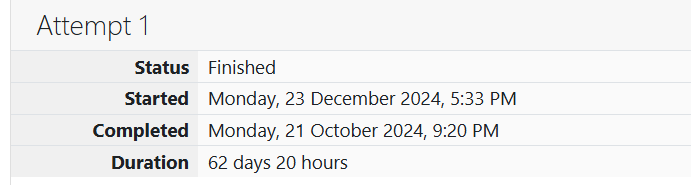 Attempt 1
Status Finished
Started Monday, 23 December 2024, 5:33 PM
Completed Monday, 21 October 2024, 9:20 PM
Duration 62 days 20 hours